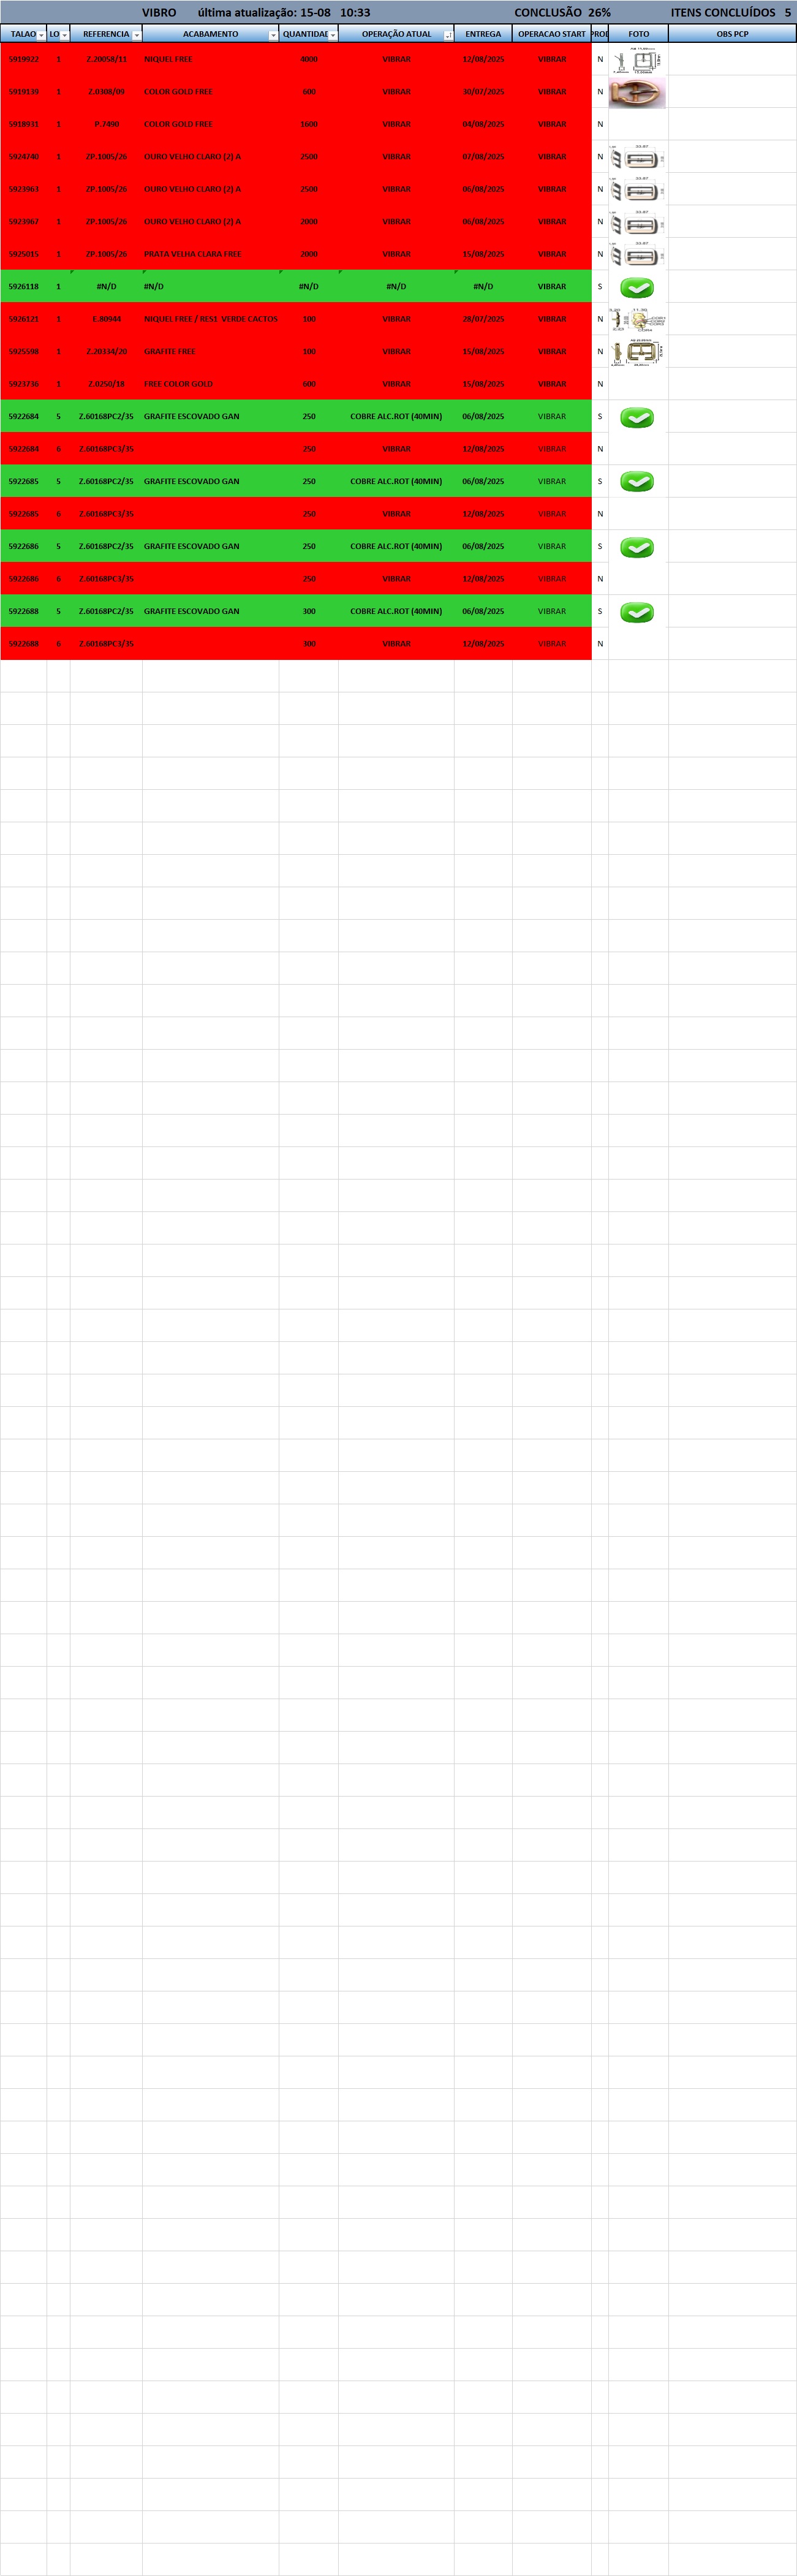 VIBRO última atualização: 15-08 10:33 CONCLUSÃO 26% ITENS CONCLUÍDOS 5
TALAO LO REFERENCIA ACABAMENTO QUANTIDAD OPERAÇÃO ATUAL ENTREGA OPERACAO START PROD FOTO OBS PCP
5919922 1 Z.20058/11 NIQUEL FREE 4000 VIBRAR 12/08/2025 VIBRAR N
5919139 1 Z.0308/09 COLOR GOLD FREE 600 VIBRAR 30/07/2025 VIBRAR N
5918931 1 P.7490 COLOR GOLD FREE 1600 VIBRAR 04/08/2025 VIBRAR N
5924740 1 ZP.1005/26 OURO VELHO CLARO (2) A 2500 VIBRAR 07/08/2025 VIBRAR N
5923963 1 ZP.1005/26 OURO VELHO CLARO (2) A 2500 VIBRAR 06/08/2025 VIBRAR N
5923967 1 ZP.1005/26 OURO VELHO CLARO (2) A 2000 VIBRAR 06/08/2025 VIBRAR N
5925015 1 ZP.1005/26 PRATA VELHA CLARA FREE 2000 VIBRAR 15/08/2025 VIBRAR N
5926118 1 #N/D #N/D #N/D #N/D #N/D VIBRAR S
5926121 1 E.80944 NIQUEL FREE / RES1 VERDE CACTOS 100 VIBRAR 28/07/2025 VIBRAR N
5925598 1 Z.20334/20 GRAFITE FREE 100 VIBRAR 15/08/2025 VIBRAR N
5923736 1 Z.0250/18 FREE COLOR GOLD 600 VIBRAR 15/08/2025 VIBRAR N
5922684 5 Z.60168PC2/35 GRAFITE ESCOVADO GAN 250 COBRE ALC.ROT (40MIN) 06/08/2025 VIBRAR S
5922684 6 Z.60168PC3/35 250 VIBRAR 12/08/2025 VIBRAR N
5922685 5 Z.60168PC2/35 GRAFITE ESCOVADO GAN 250 COBRE ALC.ROT (40MIN) 06/08/2025 VIBRAR S
5922685 6 Z.60168PC3/35 250 VIBRAR 12/08/2025 VIBRAR N
5922686 5 Z.60168PC2/35 GRAFITE ESCOVADO GAN 250 COBRE ALC.ROT (40MIN) 06/08/2025 VIBRAR S
5922686 6 Z.60168PC3/35 250 VIBRAR 12/08/2025 VIBRAR N
5922688 5 Z.60168PC2/35 GRAFITE ESCOVADO GAN 300 COBRE ALC.ROT (40MIN) 06/08/2025 VIBRAR S
5922688 6 Z.60168PC3/35 300 VIBRAR 12/08/2025 VIBRAR N